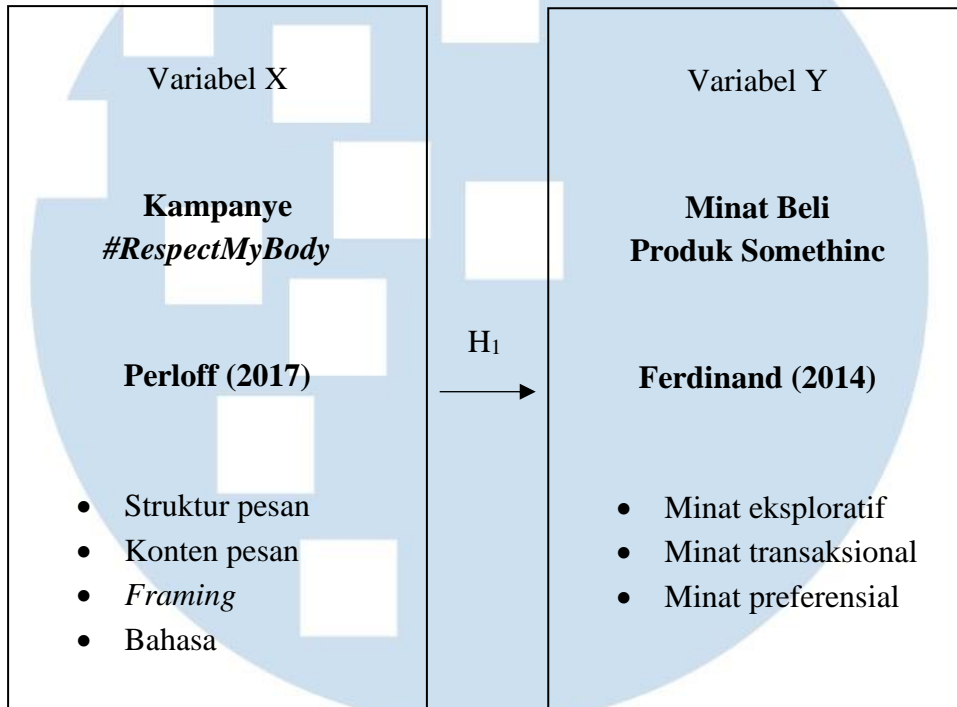 Variabel X
Kampanye
#RespectMyBody
Perloff (2017)
• Struktur pesan
• Konten pesan
• Framing
• Bahasa
H₁
Variabel Y
Minat Beli
Produk Somethinc
Ferdinand (2014)
• Minat eksploratif
• Minat transaksional
• Minat preferensial